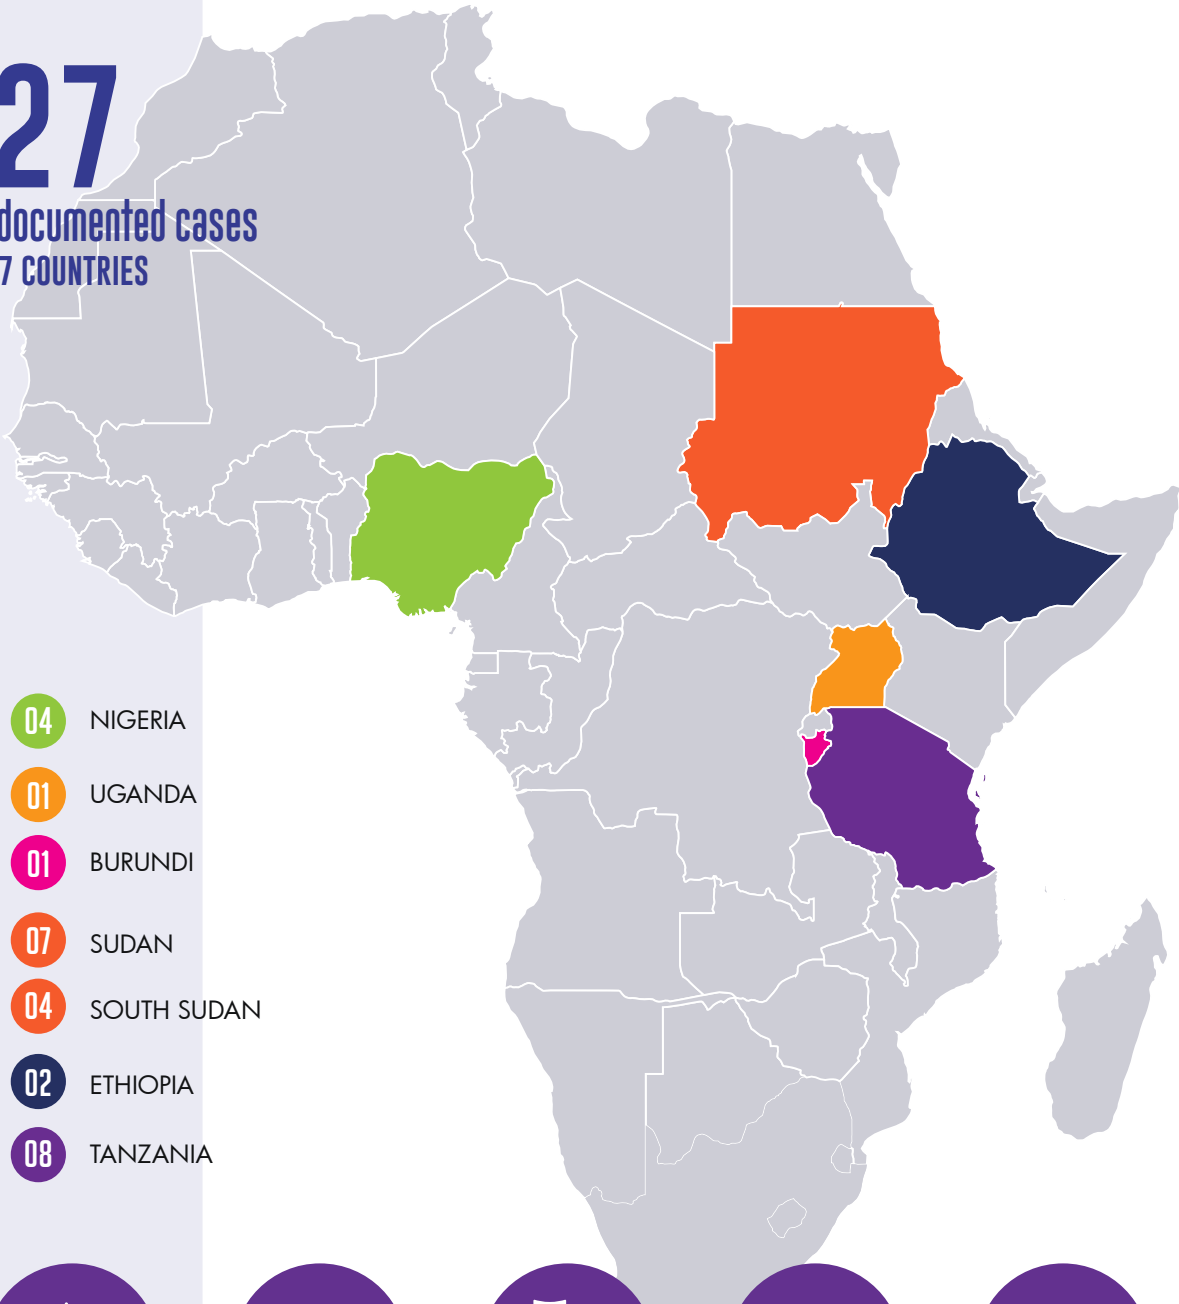 27
documented cases
7 COUNTRIES
04 NIGERIA
01 UGANDA
01 BURUNDI
07 SUDAN
04 SOUTH SUDAN
02 ETHIOPIA
08 TANZANIA